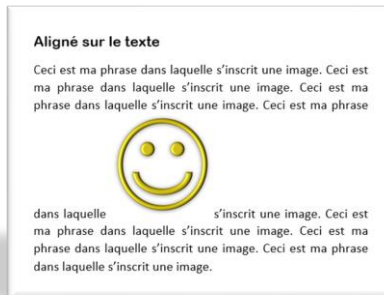 Aligné sur le texte
Ceci est ma phrase dans laquelle s'inscrit une image. Ceci est
ma phrase dans laquelle s'inscrit une image. Ceci est ma
phrase dans laquelle s'inscrit une image. Ceci est ma phrase
dans laquelle s'inscrit une image. Ceci est
ma phrase dans laquelle s'inscrit une image. Ceci est ma
phrase dans laquelle s'inscrit une image. Ceci est ma phrase
dans laquelle s'inscrit une image.